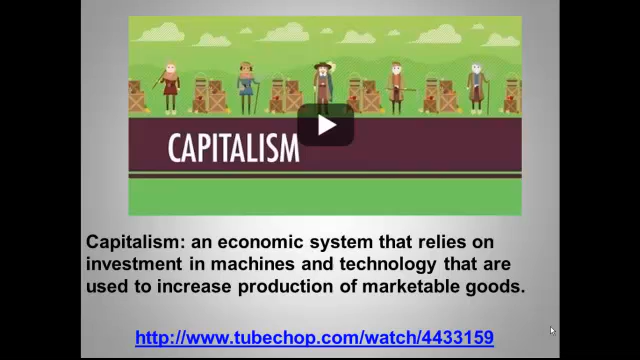 CAPITALISM
Capitalism: an economic system that relies on
investment in machines and technology that are
used to increase production of marketable goods.
http://www.tubechop.com/watch/4433159